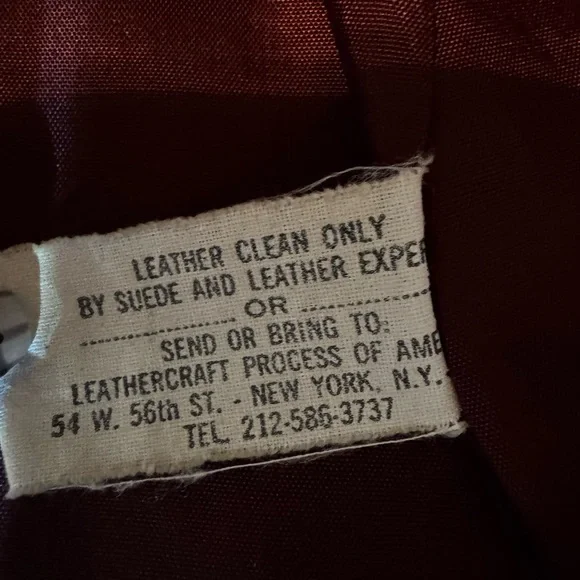 LEATHER CLEAN ONLY
BY SUEDE AND LEATHER EXPER
OR
SEND OR BRING TO:
LEATHERCRAFT PROCESS OF AME
54 W. 56th ST. - NEW YORK, N.Y.
TEL. 212-586-3737